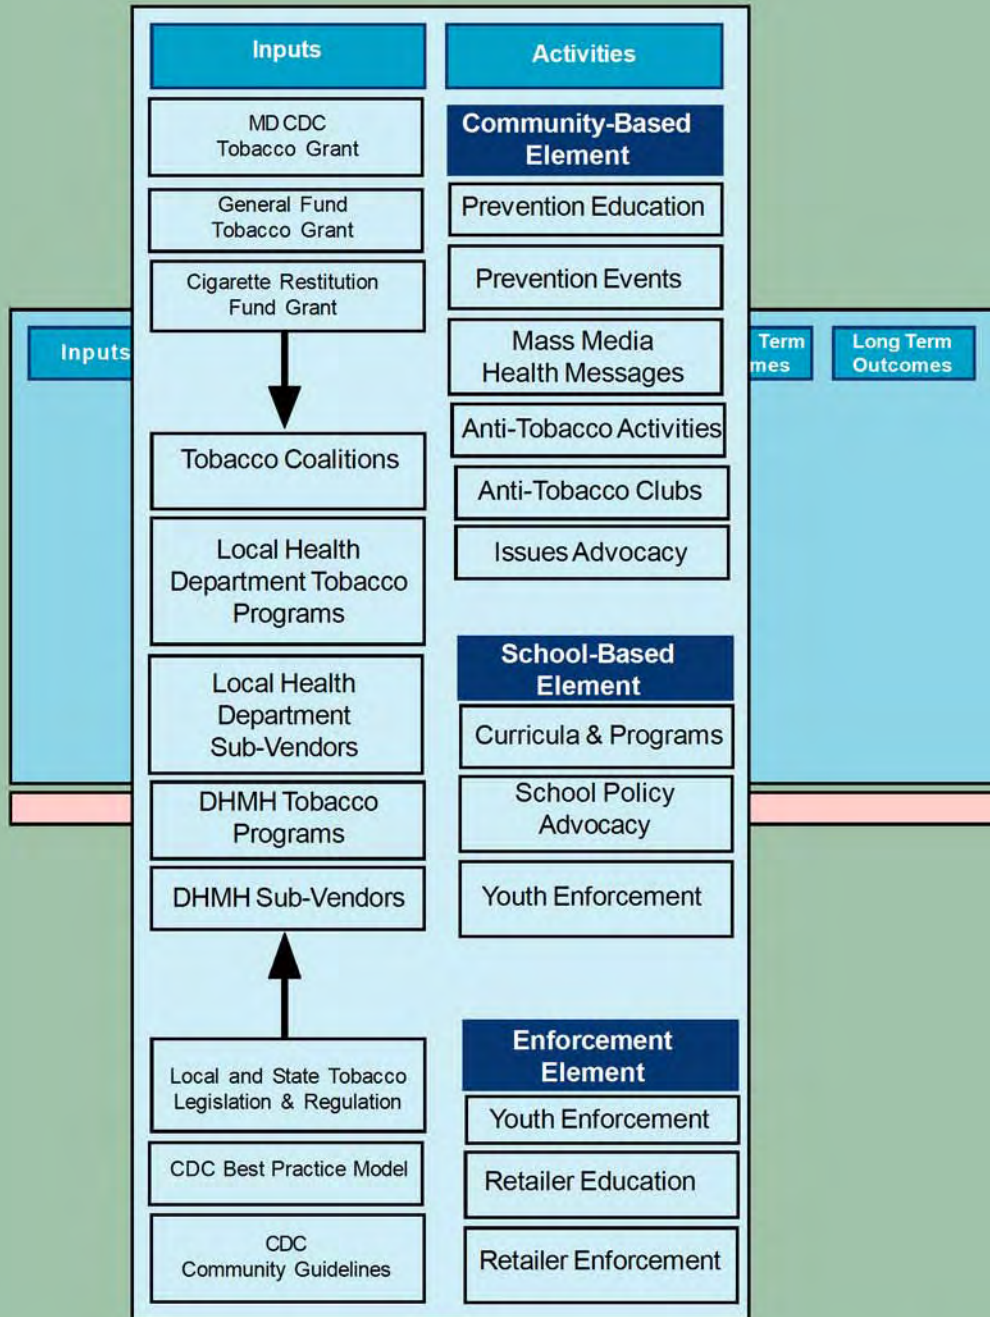 Inputs
MD CDC
Tobacco Grant
General Fund
Tobacco Grant
Cigarette Restitution
Fund Grant
Tobacco Coalitions
Local Health
Department Tobacco
Programs
Local Health
Department
Sub-Vendors
DHMH Tobacco
Programs
DHMH Sub-Vendors
Local and State Tobacco
Legislation & Regulation
CDC Best Practice Model
CDC
Community Guidelines
Activities
Community-Based
Element
Prevention Education
Prevention Events
Mass Media
Health Messages
Anti-Tobacco Activities
Anti-Tobacco Clubs
Issues Advocacy
School-Based
Element
Curricula & Programs
School Policy
Advocacy
Youth Enforcement
Enforcement
Element
Youth Enforcement
Retailer Education
Retailer Enforcement
Inputs
Term
mes
Long Term
Outcomes